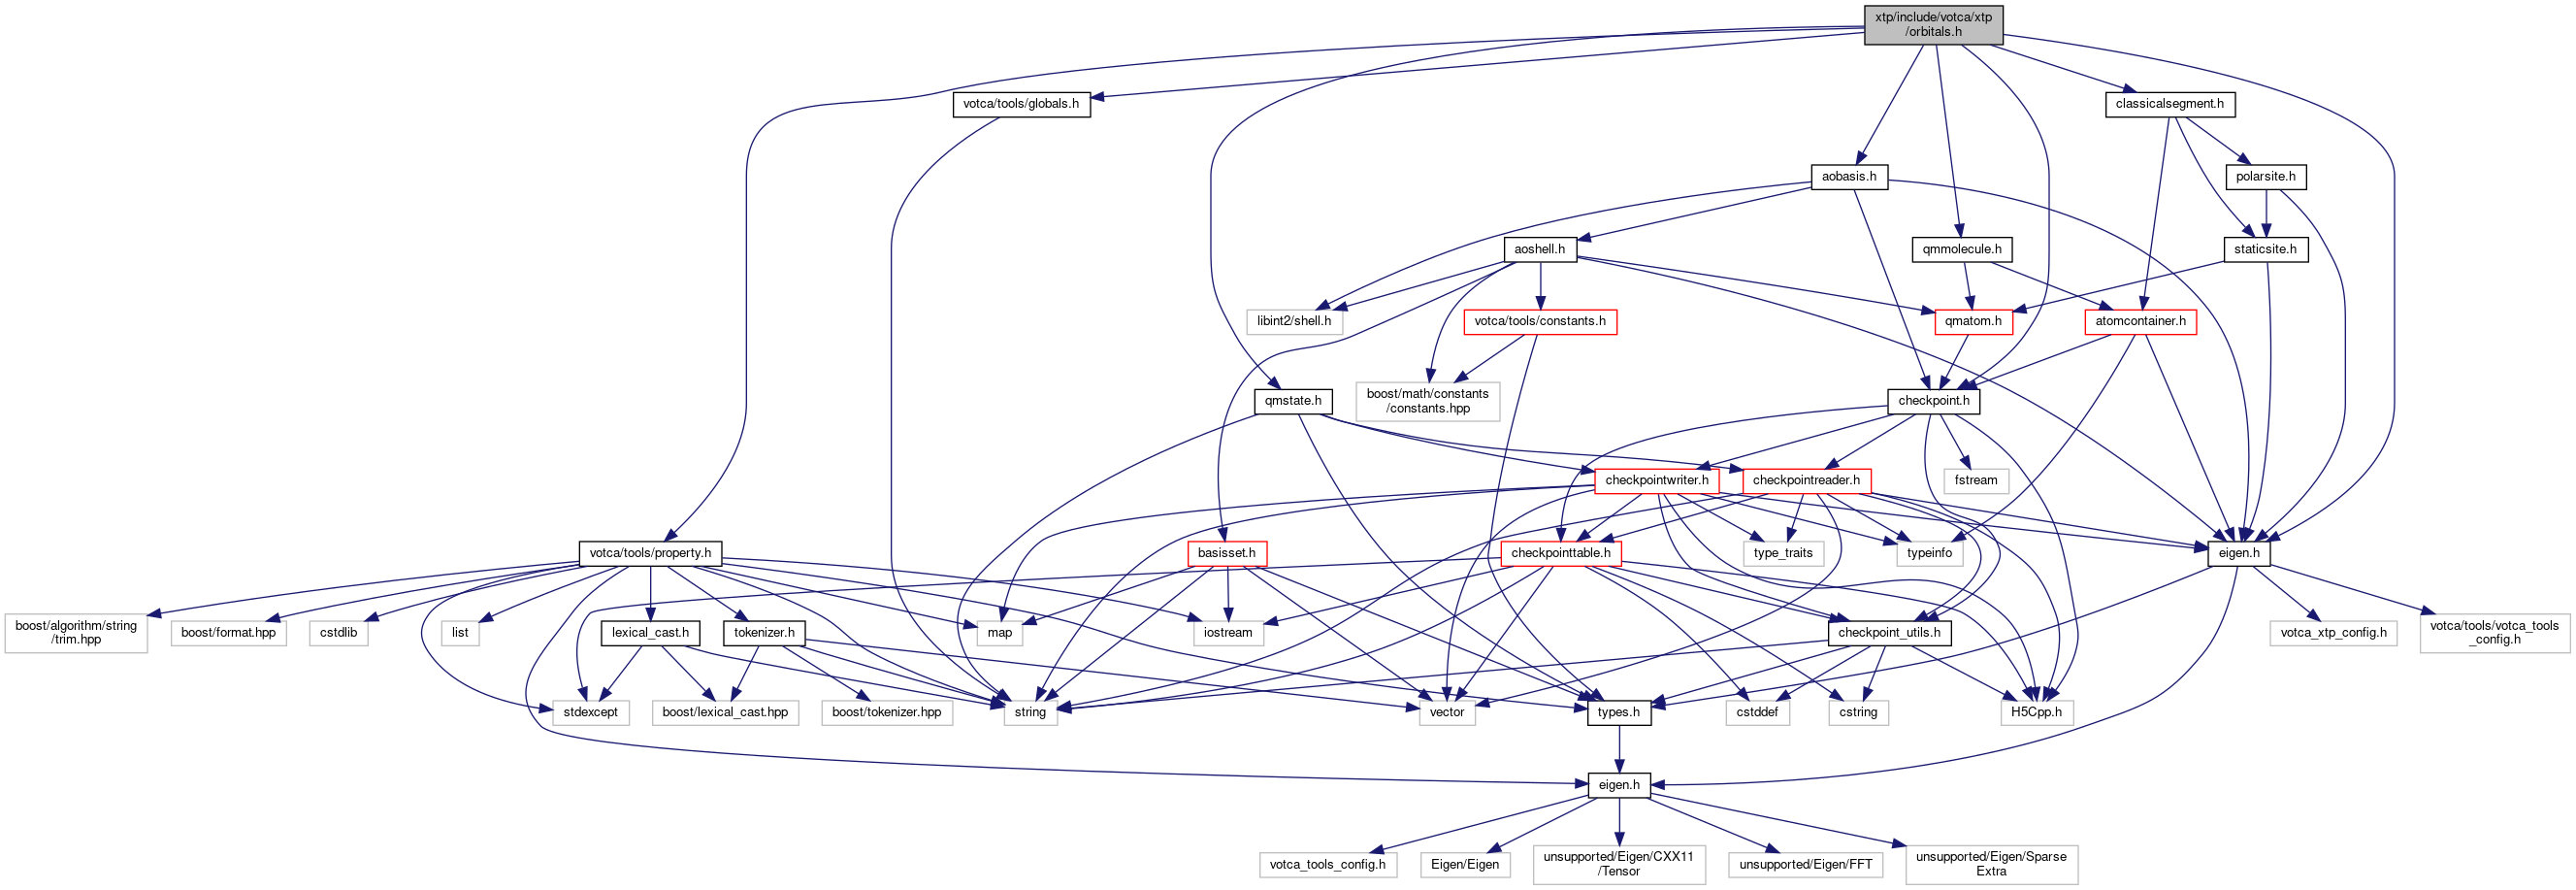 xtp/include/votca/xtp
/orbitals.h
votca/tools/globals.h
classicalsegment.h
aobasis.h
polarsite.h
aoshell.h
qmmolecule.h
staticsite.h
libint2/shell.h
votca/tools/constants.h
qmatom.h
atomcontainer.h
qmstate.h
boost/math/constants
/constants.hpp
checkpoint.h
checkpointwriter.h
checkpointreader.h
fstream
votca/tools/property.h
basisset.h
checkpointtable.h
type_traits
typeinfo
eigen.h
boost/algorithm/string
/trim.hpp
boost/format.hpp
cstdlib
list
lexical_cast.h
tokenizer.h
map
iostream
checkpoint_utils.h
votca_xtp_config.h
votca/tools/votca_tools
_config.h
stdexcept
boost/lexical_cast.hpp
boost/tokenizer.hpp
string
vector
types.h
cstddef
cstring
H5Cpp.h
eigen.h
votca_tools_config.h
Eigen/Eigen
unsupported/Eigen/CXX11
/Tensor
unsupported/Eigen/FFT
unsupported/Eigen/Sparse
Extra